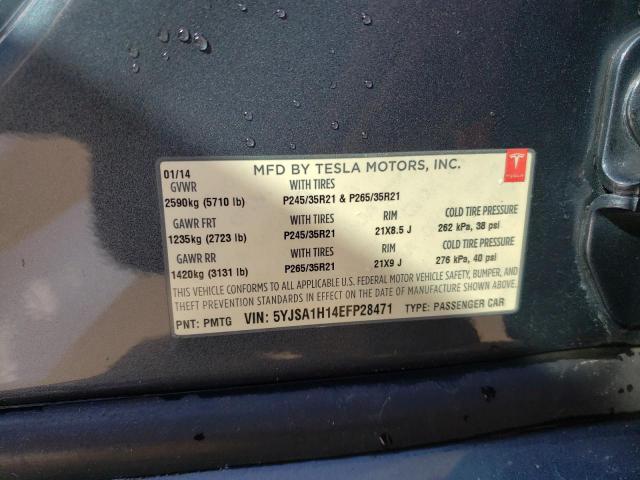 01/14 MFD BY TESLA MOTORS, INC. TESLA
GVWR WITH TIRES
2590kg (5710 lb) P245/35R21 & P265/35R21
GAWR FRT WITH TIRES RIM COLD TIRE PRESSURE
1235kg (2723 lb) P245/35R21 21X8.5 J 262 kPa, 38 psi
GAWR RR WITH TIRES RIM COLD TIRE PRESSURE
1420kg (3131 lb) P265/35R21 21X9 J 276 kPa, 40 psi
THIS VEHICLE CONFORMS TO ALL APPLICABLE U.S. FEDERAL MOTOR VEHICLE SAFETY, BUMPER, AND
THEFT PREVENTION STANDARDS IN EFFECT ON THE DATE OF MANUFACTURE SHOWN ABOVE.
PNT: PMTG VIN: 5YJSA1H14EFP28471 TYPE: PASSENGER CAR